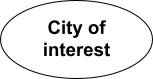 City of
interest